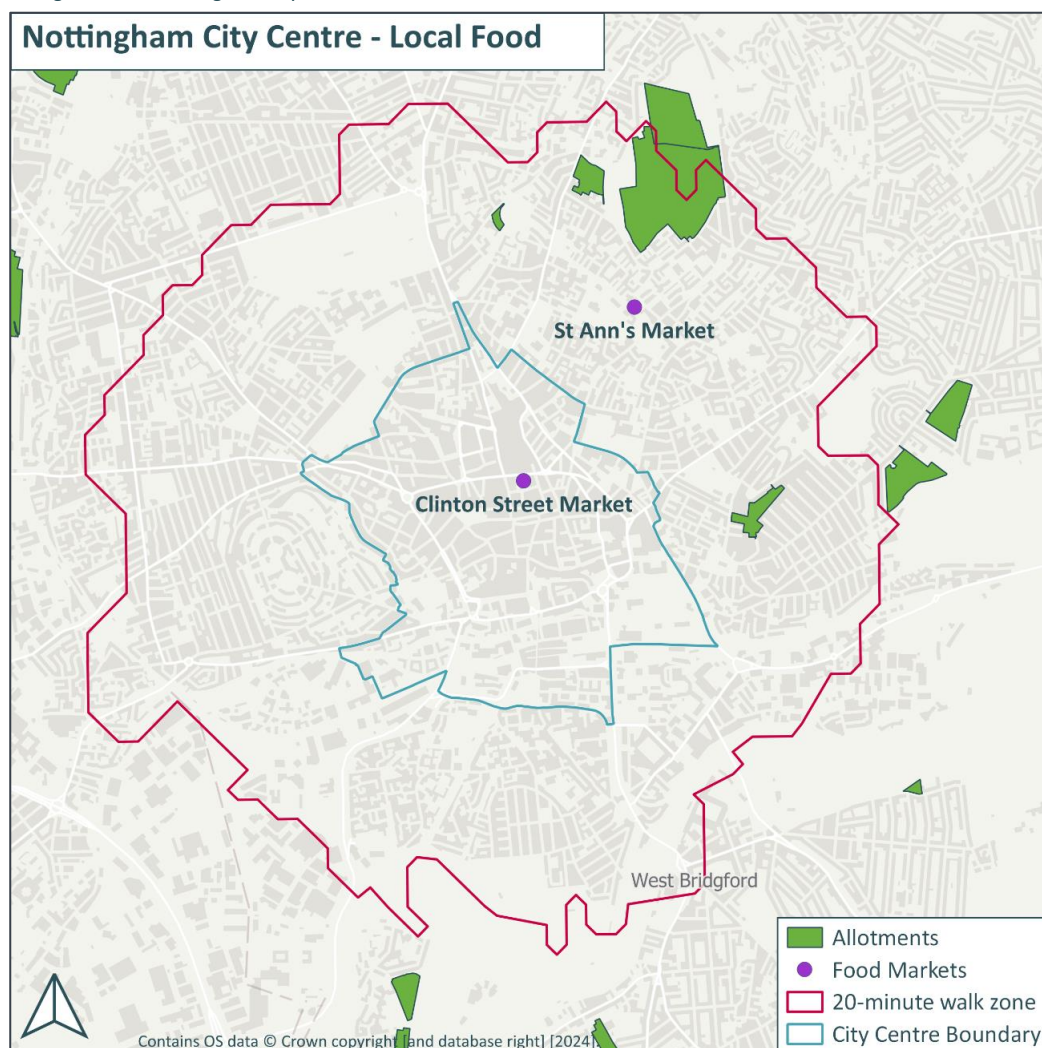 Nottingham City Centre - Local Food
St Ann's Market
Clinton Street Market
West Bridgford
Allotments
Food Markets
20-minute walk zone
City Centre Boundary
Contains OS data © Crown copyright [and database right] [2024]